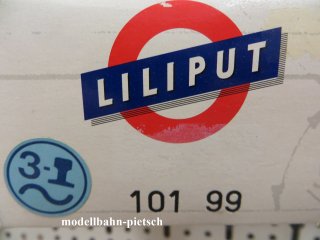 LILIPUT
3-
101 99
modellbahn-pietsch